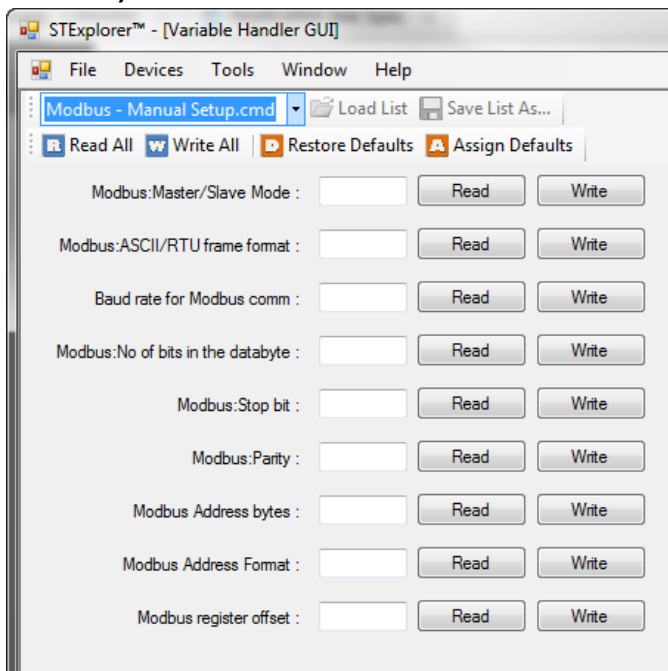 STExplorer™ - [Variable Handler GUI]
File Devices Tools Window Help
Modbus - Manual Setup.cmd Load List Save List As...
R Read All W Write All D Restore Defaults A Assign Defaults
Modbus:Master/Slave Mode : Read Write
Modbus:ASCII/RTU frame format : Read Write
Baud rate for Modbus comm : Read Write
Modbus:No of bits in the databyte : Read Write
Modbus:Stop bit : Read Write
Modbus:Parity : Read Write
Modbus Address bytes : Read Write
Modbus Address Format : Read Write
Modbus register offset : Read Write